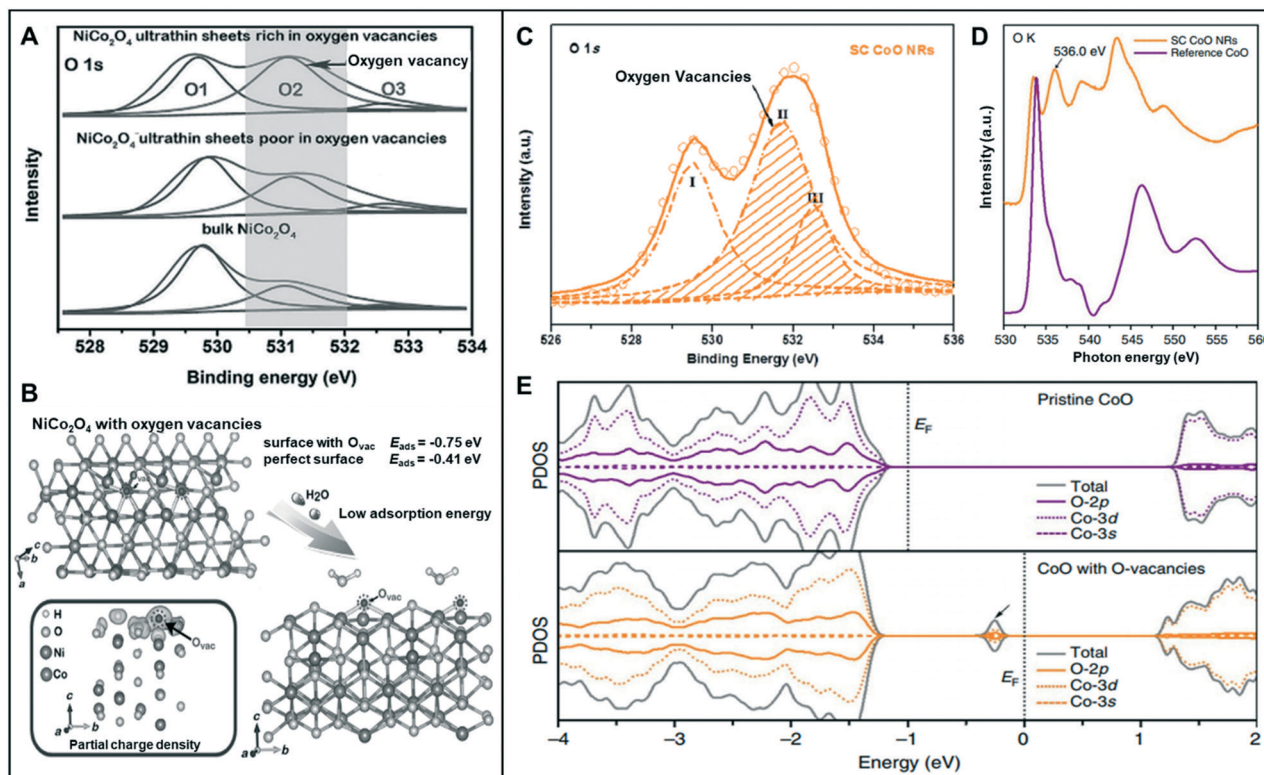 A
NiCo2O4 ultrathin sheets rich in oxygen vacancies
O 1s
Oxygen vacancy
O1
O2
O3
NiCo2O4 ultrathin sheets poor in oxygen vacancies
bulk NiCo2O4
Intensity
528
529
530
531
532
533
534
Binding energy (eV)
B
NiCo2O4 with oxygen vacancies
surface with Ovac Eads = -0.75 eV
perfect surface Eads = -0.41 eV
Ovac
H2O
Low adsorption energy
c
b
a
H
O
Ni
Co
Ovac
c
a
b
Partial charge density
Ovac
c
a
b
C
O 1s
SC CoO NRs
Oxygen Vacancies
I
II
III
Intensity (a.u.)
526
528
530
532
534
536
Binding Energy (eV)
D
O K
536.0 eV
SC CoO NRs
Reference CoO
Intensity (a.u.)
530
535
540
545
550
555
560
Photon energy (eV)
E
Pristine CoO
EF
PDOS
Total
O-2p
Co-3d
Co-3s
CoO with O-vacancies
PDOS
EF
Total
O-2p
Co-3d
Co-3s
-4
-3
-2
-1
0
1
2
Energy (eV)